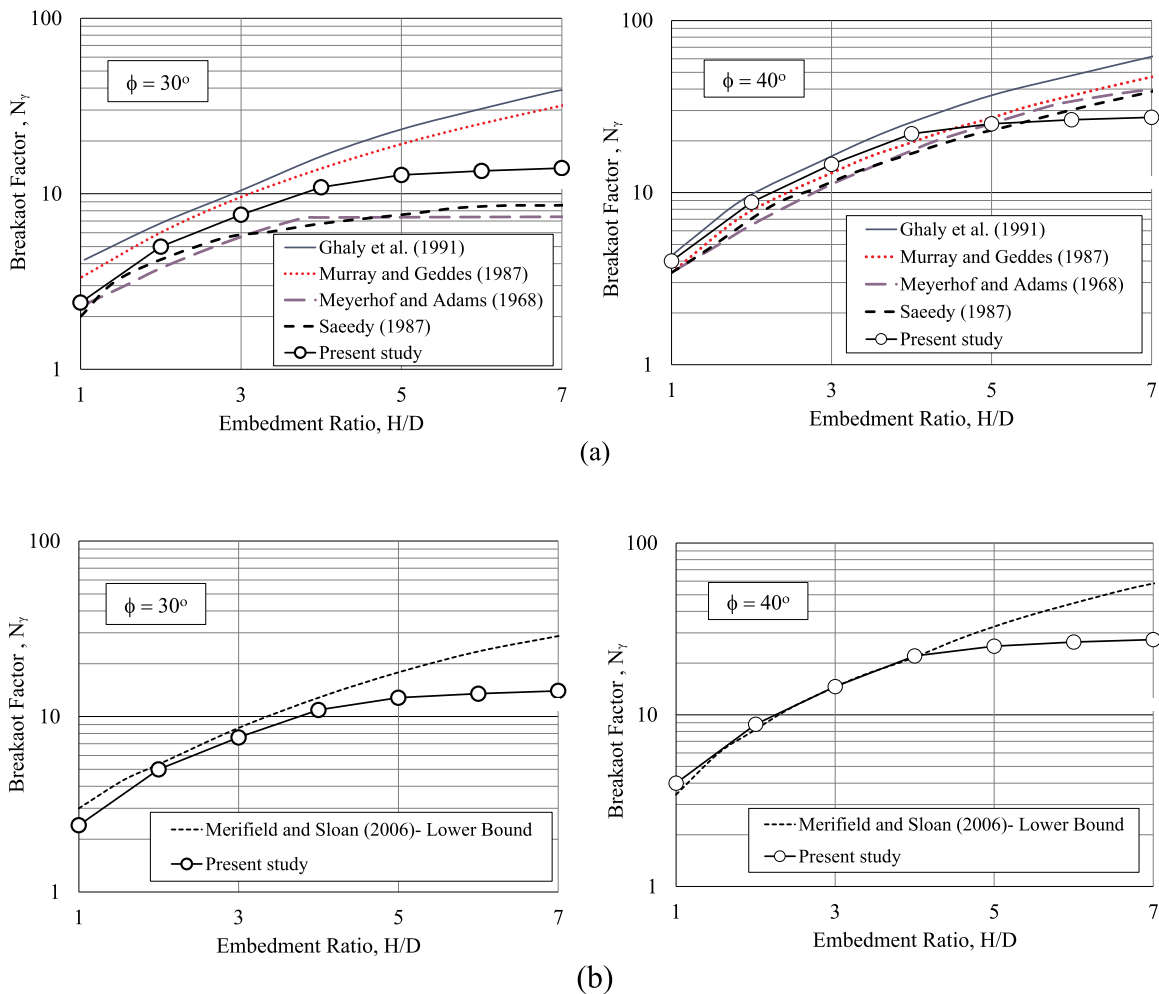 100
10
1
Breakaot Factor , Nγ
ϕ = 30o
Ghaly et al. (1991)
Murray and Geddes (1987)
Meyerhof and Adams (1968)
Saeedy (1987)
Present study
1 3 5 7
Embedment Ratio, H/D
100
10
1
Breakaot Factor , Nγ
ϕ = 40o
Ghaly et al. (1991)
Murray and Geddes (1987)
Meyerhof and Adams (1968)
Saeedy (1987)
Present study
1 3 5 7
Embedment Ratio, H/D
(a)
100
10
1
Breakaot Factor , Nγ
ϕ = 30o
Merifield and Sloan (2006)- Lower Bound
Present study
1 3 5 7
Embedment Ratio, H/D
100
10
1
Breakaot Factor , Nγ
ϕ = 40o
Merifield and Sloan (2006)- Lower Bound
Present study
1 3 5 7
Embedment Ratio, H/D
(b)